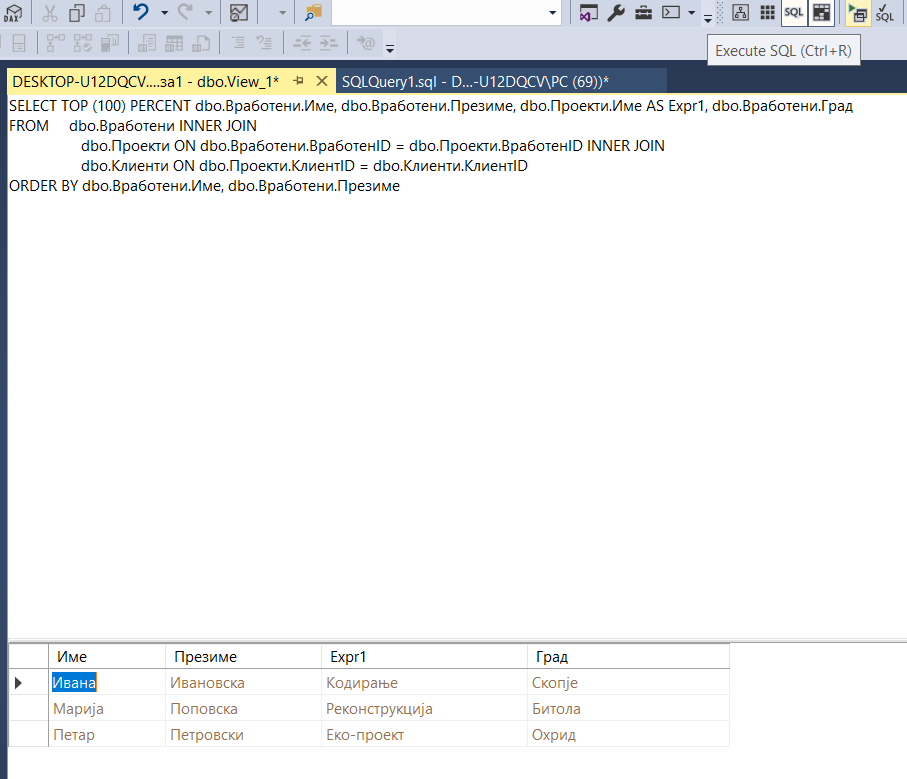 DAX
SQL
SQL
Execute SQL (Ctrl+R)
DESKTOP-U12DQCV....за1 - dbo.View_1*
SQLQuery1.sql - D...-U12DQCV\PC (69))*
SELECT TOP (100) PERCENT dbo.Вработени.Име, dbo.Вработени.Презиме, dbo.Проекти.Име AS Expr1, dbo.Вработени.Град
FROM dbo.Вработени INNER JOIN
dbo.Проекти ON dbo.Вработени.ВработенID = dbo.Проекти.ВработенID INNER JOIN
dbo.Клиенти ON dbo.Проекти.КлиентID = dbo.Клиенти.КлиентID
ORDER BY dbo.Вработени.Име, dbo.Вработени.Презиме
Име Презиме Expr1 Град
Ивана Ивановска Кодирање Скопје
Марија Поповска Реконструкција Битола
Петар Петровски Еко-проект Охрид